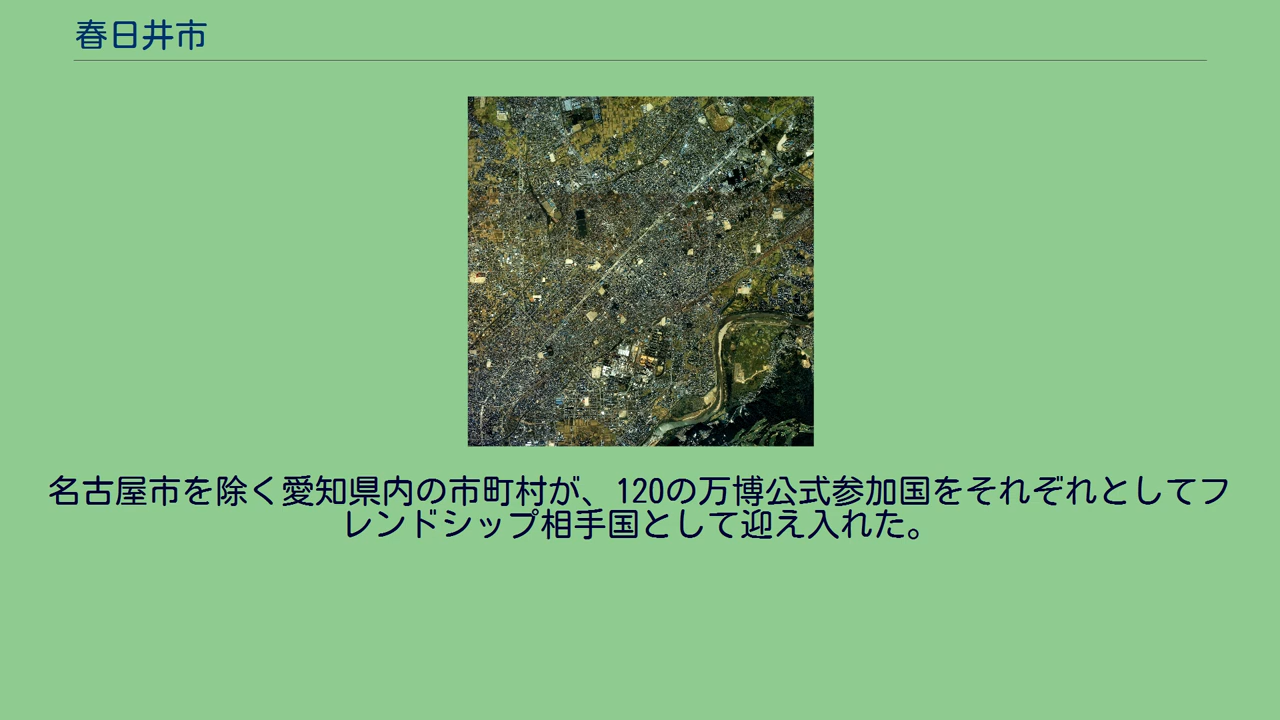 春日井市
名古屋市を除く愛知県内の市町村が、120の万博公式参加国をそれぞれとしてフ
レンドシップ相手国として迎え入れた。